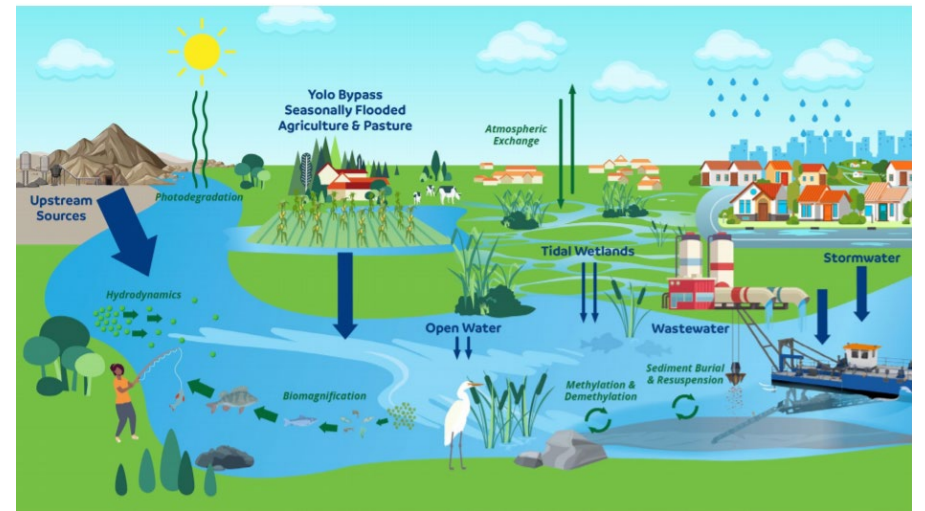 Yolo Bypass
Seasonally Flooded
Agriculture & Pasture
Atmospheric
Exchange
Upstream
Sources
Photodegradation
Tidal Wetlands
Stormwater
Hydrodynamics
Open Water
Wastewater
Sediment Burial
& Resuspension
Methylation &
Demethylation
Biomagnification